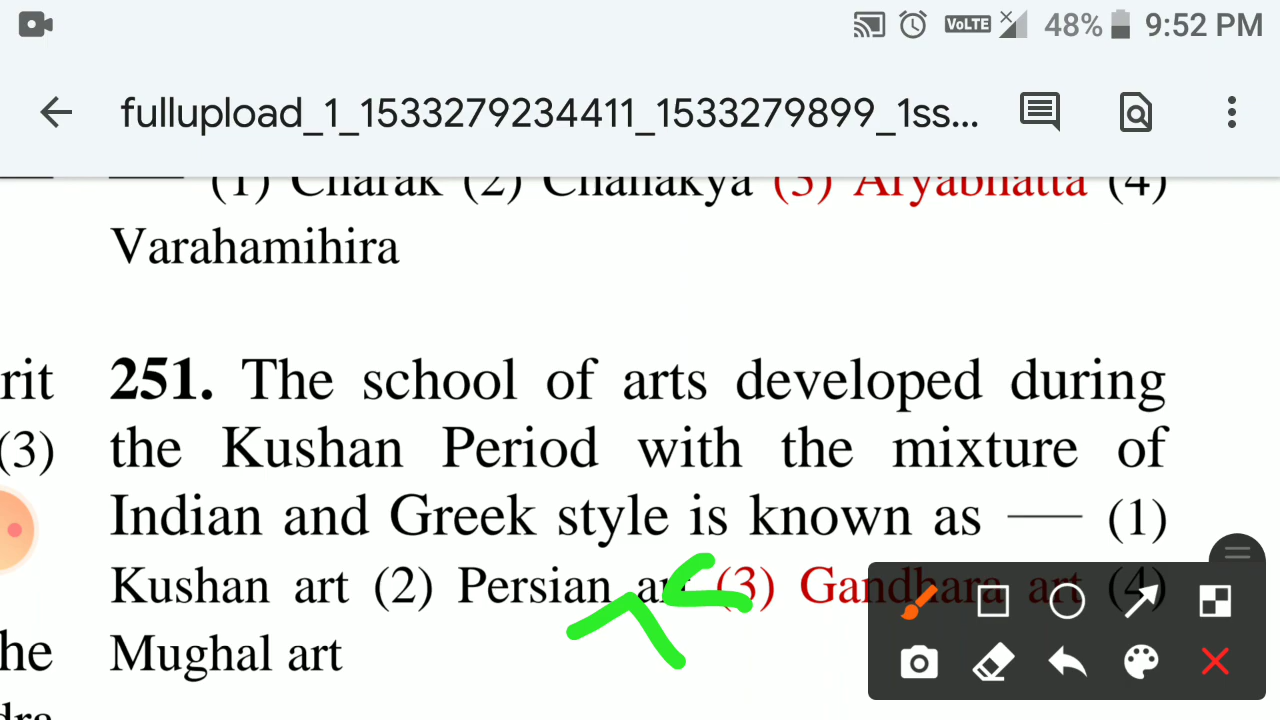 VoLTE 48% 9:52 PM
fullupload_1_1533279234411_1533279899_1ss...
(1) Charak (2) Chanakya (3) Aryabhatta (4)
Varahamihira
rit 251. The school of arts developed during
(3) the Kushan Period with the mixture of
Indian and Greek style is known as — (1)
Kushan art (2) Persian art (3) Gandhara art (4)
he Mughal art
dra